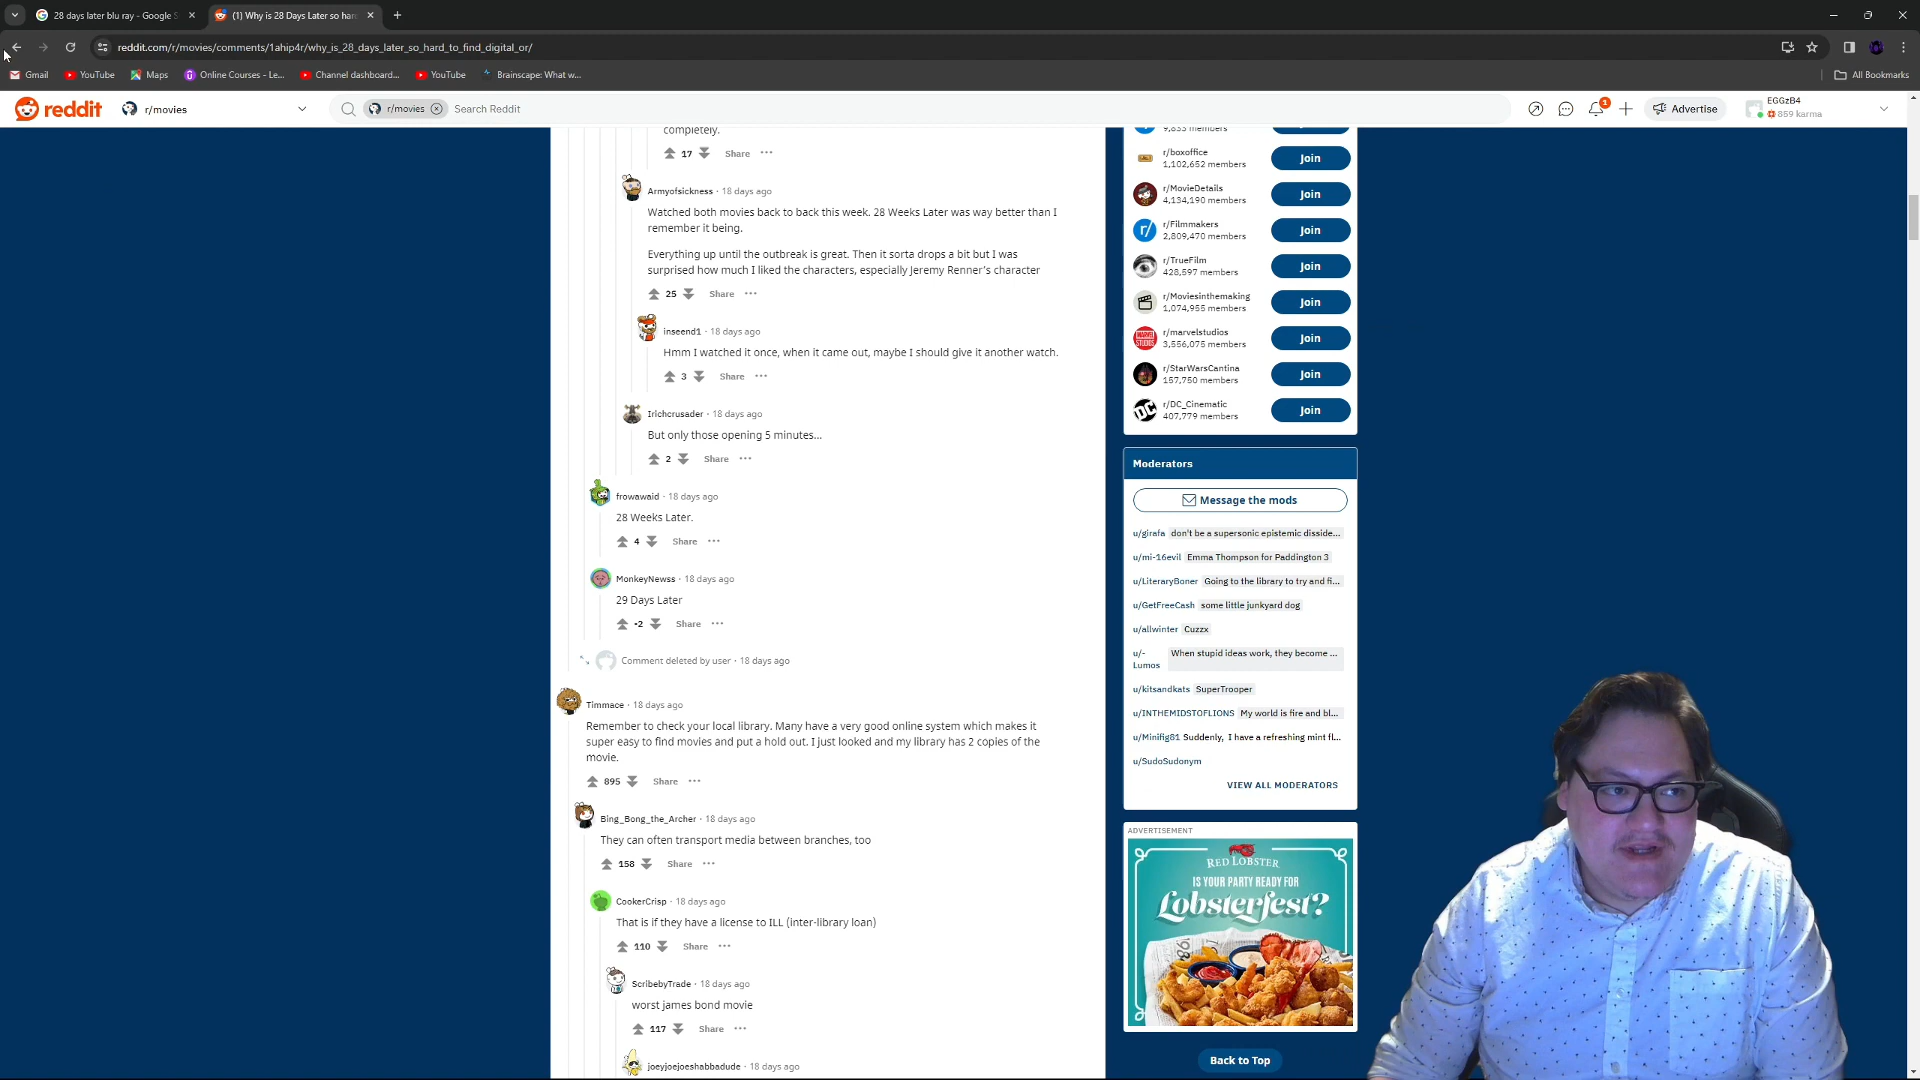 28 days later blu ray - Google S
(1) Why is 28 Days Later so har
reddit.com/r/movies/comments/1ahip4r/why_is_28_days_later_so_hard_to_find_digital_or/
Gmail
YouTube
Maps
Online Courses - Le...
Channel dashboard...
YouTube
Brainscape: What w...
All Bookmarks
reddit
r/movies
r/movies
Search Reddit
1
Advertise
EGGzB4
859 karma
completely.
17 Share
Armyofsickness · 18 days ago
Watched both movies back to back this week. 28 Weeks Later was way better than I
remember it being.
Everything up until the outbreak is great. Then it sorta drops a bit but I was
surprised how much I liked the characters, especially Jeremy Renner's character
25 Share
inseend1 · 18 days ago
Hmm I watched it once, when it came out, maybe I should give it another watch.
3 Share
Irichcrusader · 18 days ago
But only those opening 5 minutes...
2 Share
frowawaid · 18 days ago
28 Weeks Later.
4 Share
MonkeyNewss · 18 days ago
29 Days Later
-2 Share
Comment deleted by user · 18 days ago
Timmace · 18 days ago
Remember to check your local library. Many have a very good online system which makes it
super easy to find movies and put a hold out. I just looked and my library has 2 copies of the
movie.
895 Share
Bing_Bong_the_Archer · 18 days ago
They can often transport media between branches, too
158 Share
CookerCrisp · 18 days ago
That is if they have a license to ILL (inter-library loan)
110 Share
ScribebyTrade · 18 days ago
worst james bond movie
117 Share
joeyjoejoeshabbadude · 18 days ago
9,833 members
r/boxoffice
1,102,652 members
Join
r/MovieDetails
4,134,190 members
Join
r/Filmmakers
2,809,470 members
Join
r/TrueFilm
428,597 members
Join
r/Moviesinthemaking
1,074,955 members
Join
r/marvelstudios
3,556,075 members
Join
r/StarWarsCantina
157,750 members
Join
r/DC_Cinematic
407,779 members
Join
Moderators
Message the mods
u/girafa don't be a supersonic epistemic disside...
u/mi-16evil Emma Thompson for Paddington 3
u/LiteraryBoner Going to the library to try and fi...
u/GetFreeCash some little junkyard dog
u/allwinter Cuzzx
u/-
Lumos When stupid ideas work, they become ...
u/kitsandkats SuperTrooper
u/INTHEMIDSTOFLIONS My world is fire and bl...
u/Minifig81 Suddenly, I have a refreshing mint fl...
u/SudoSudonym
VIEW ALL MODERATORS
ADVERTISEMENT
RED LOBSTER
IS YOUR PARTY READY FOR
Lobsterfest?
Back to Top